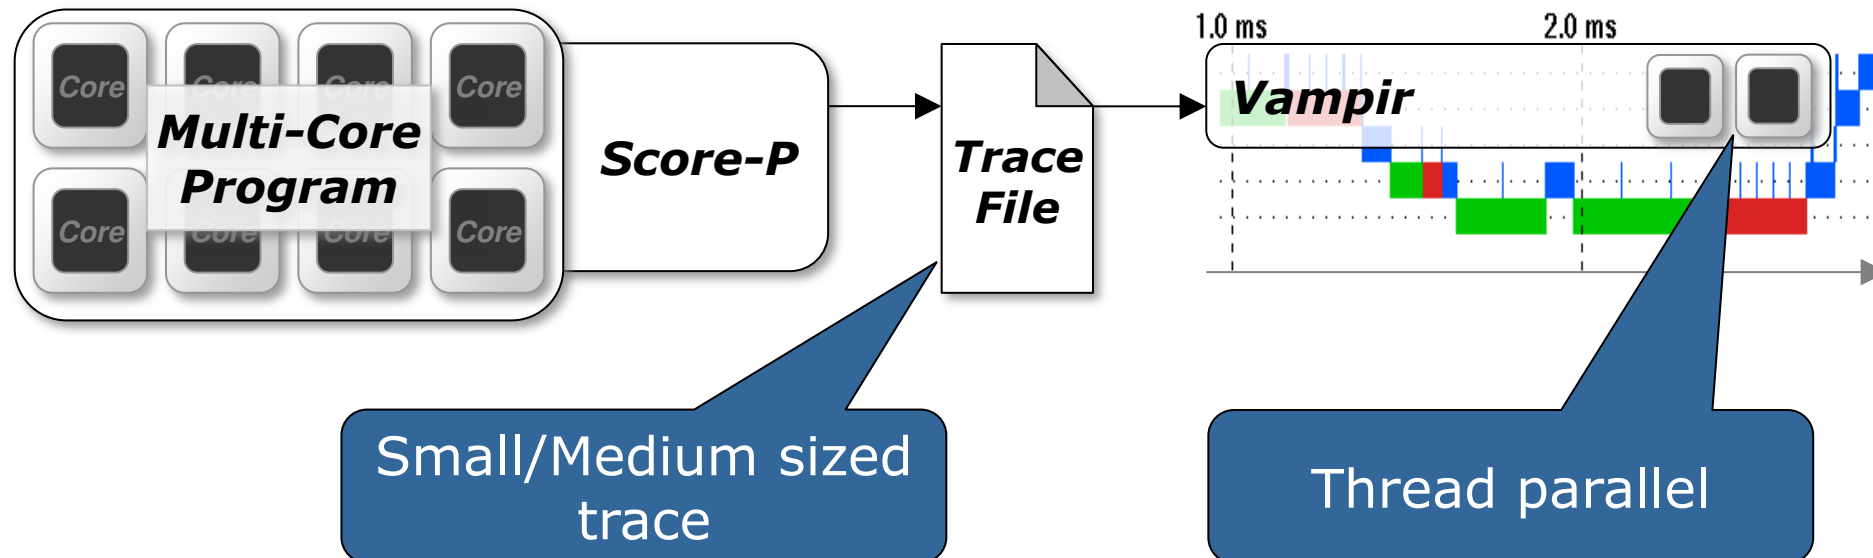 1.0 ms
2.0 ms
Core
Core
Core
Core
Multi-Core
Program
Core
Core
Core
Core
Score-P
Trace
File
Vampir
Small/Medium sized
trace
Thread parallel